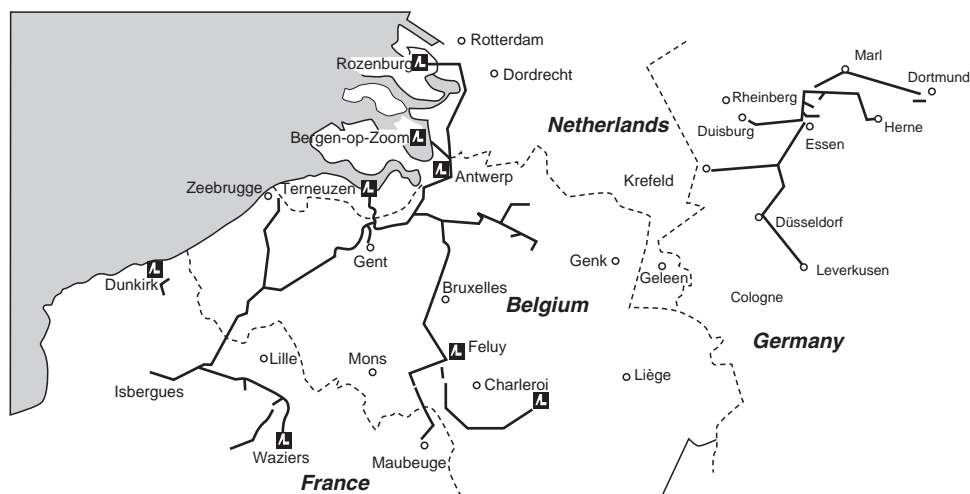 Rotterdam
Marl
Rozenburg
Dordrecht
Dortmund
Rheinberg
Netherlands
Duisburg
Herne
Bergen-op-Zoom
Essen
Antwerp
Krefeld
Zeebrugge
Terneuzen
Düsseldorf
Gent
Genk
Geleen
Leverkusen
Dunkirk
Bruxelles
Belgium
Cologne
Germany
Lille
Mons
Feluy
Isbergues
Charleroi
Liège
Waziers
Maubeuge
France